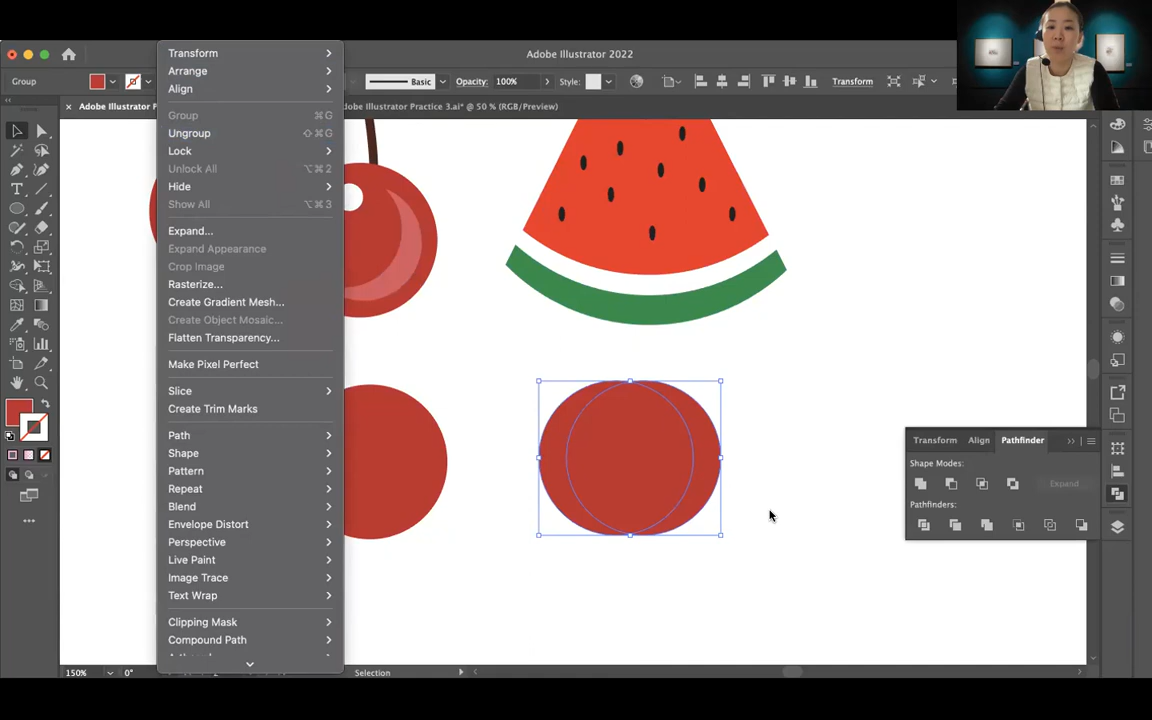 Adobe Illustrator 2022
Group
Basic
Opacity: 100%
Style:
Transform
Adobe Illustrator P
dobe Illustrator Practice 3.ai* @ 50 % (RGB/Preview)
Transform
Arrange
Align
Group ⌘G
Ungroup ⇧⌘G
Lock
Unlock All ⌥⌘2
Hide
Show All ⌥⌘3
Expand...
Expand Appearance
Crop Image
Rasterize...
Create Gradient Mesh...
Create Object Mosaic...
Flatten Transparency...
Make Pixel Perfect
Slice
Create Trim Marks
Path
Shape
Pattern
Repeat
Blend
Envelope Distort
Perspective
Live Paint
Image Trace
Text Wrap
Clipping Mask
Compound Path
Transform Align Pathfinder
Shape Modes:
Expand
Pathfinders:
150% 0° Selection